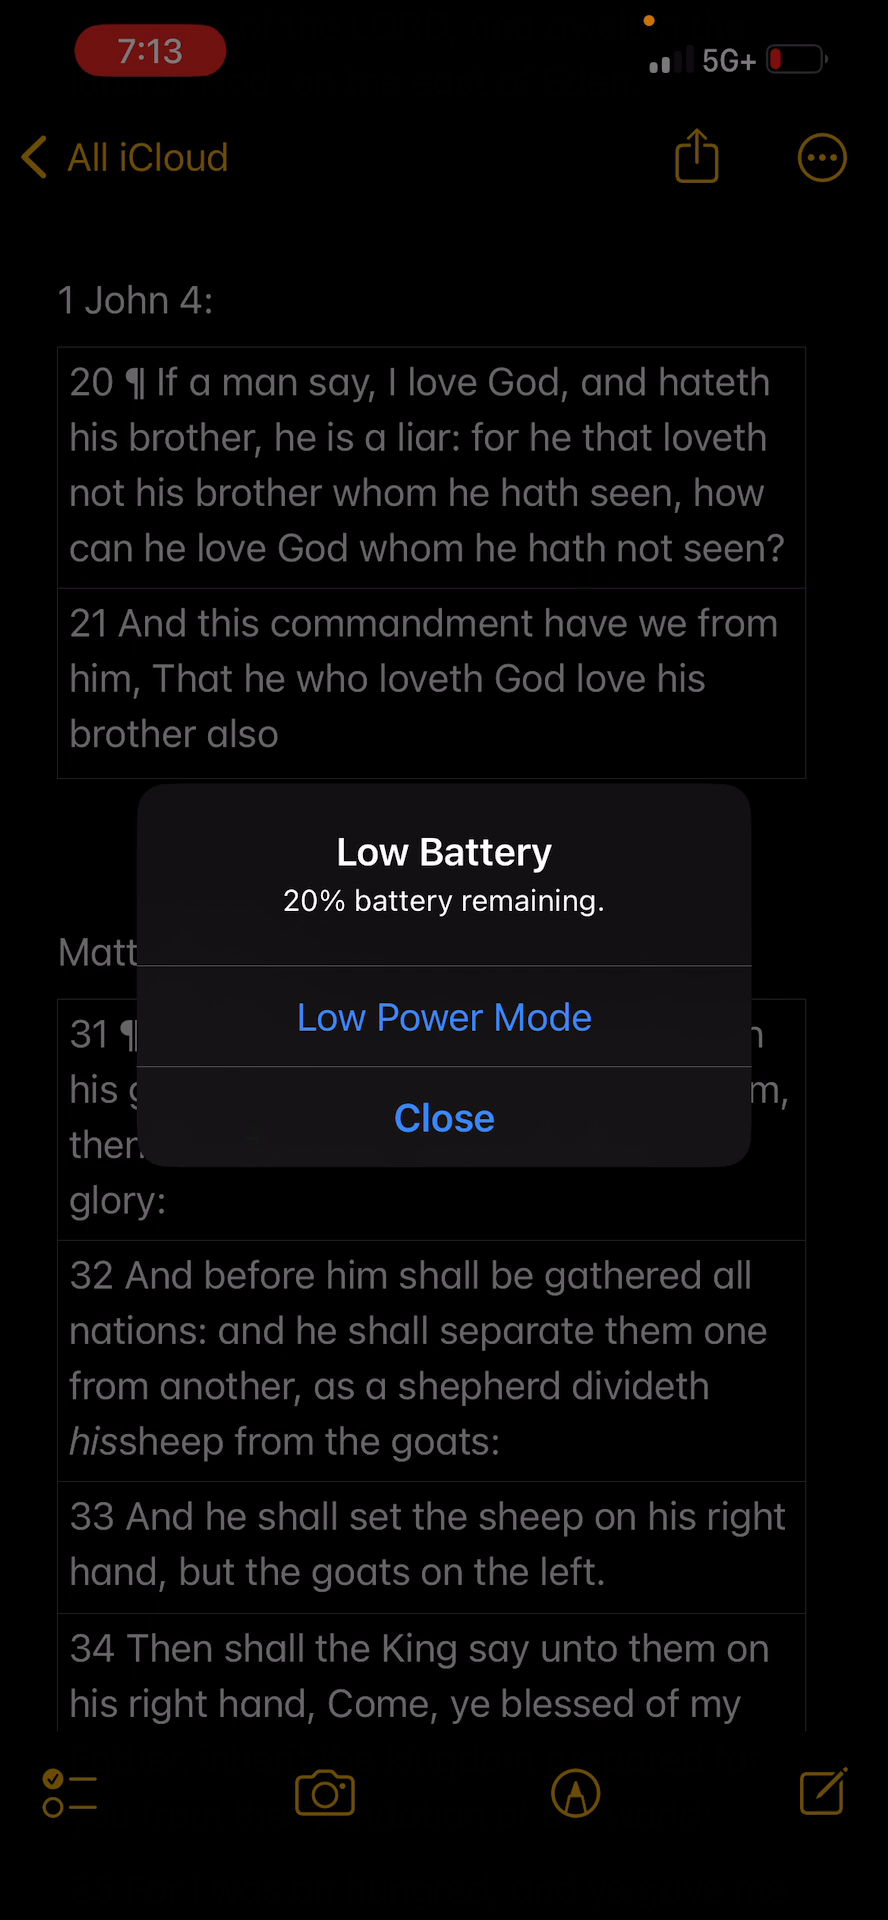 7:13
5G+
All iCloud
1 John 4:
20 ¶ If a man say, I love God, and hateth
his brother, he is a liar: for he that loveth
not his brother whom he hath seen, how
can he love God whom he hath not seen?
21 And this commandment have we from
him, That he who loveth God love his
brother also
Low Battery
20% battery remaining.
Matt
Low Power Mode
31 ¶
his
m,
Close
glory:
32 And before him shall be gathered all
nations: and he shall separate them one
from another, as a shepherd divideth
hissheep from the goats:
33 And he shall set the sheep on his right
hand, but the goats on the left.
34 Then shall the King say unto them on
his right hand, Come, ye blessed of my